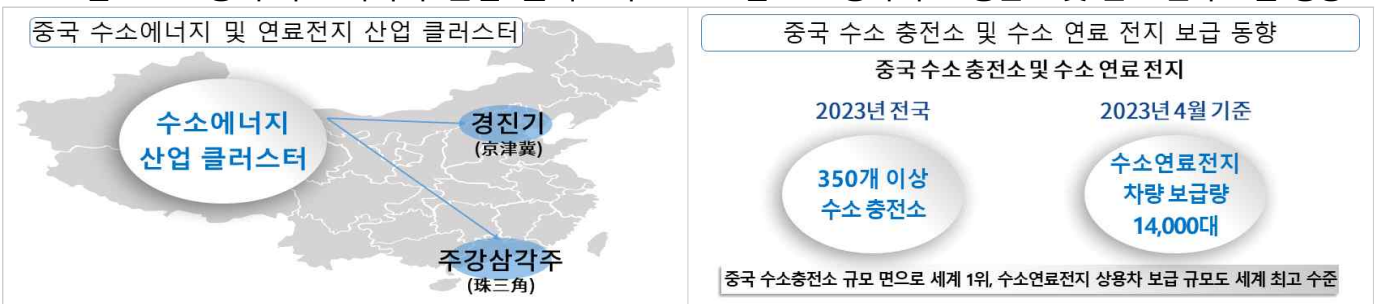 중국 수소에너지 및 연료전지 산업 클러스터
수소에너지
산업 클러스터
경진기
(京津冀)
주강삼각주
(珠三角)
중국 수소 충전소 및 수소 연료 전지 보급 동향
중국 수소 충전소 및 수소 연료 전지
2023년 전국
350개 이상
수소 충전소
2023년 4월 기준
수소연료전지
차량 보급량
14,000대
중국 수소충전소 규모 면으로 세계 1위, 수소연료전지 상용차 보급 규모도 세계 최고 수준